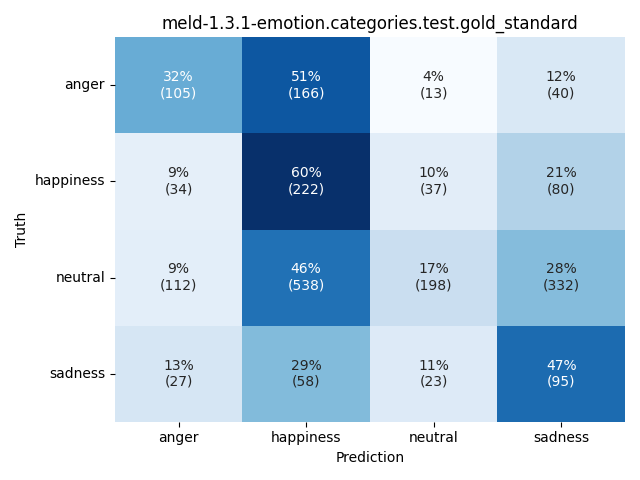 meld-1.3.1-emotion.categories.test.gold_standard
anger
32%
(105)
51%
(166)
4%
(13)
12%
(40)
happiness
9%
(34)
60%
(222)
10%
(37)
21%
(80)
Truth
neutral
9%
(112)
46%
(538)
17%
(198)
28%
(332)
sadness
13%
(27)
29%
(58)
11%
(23)
47%
(95)
anger
happiness
neutral
sadness
Prediction